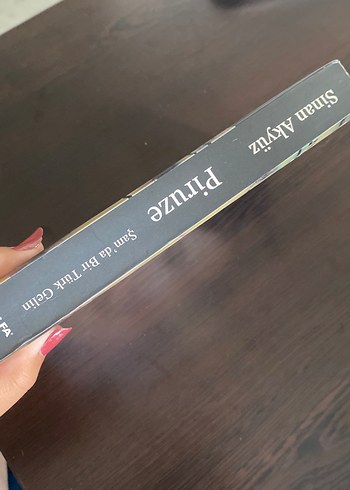 Sinan Akyüz
Piruze
Şam'da Bir Türk Gelin